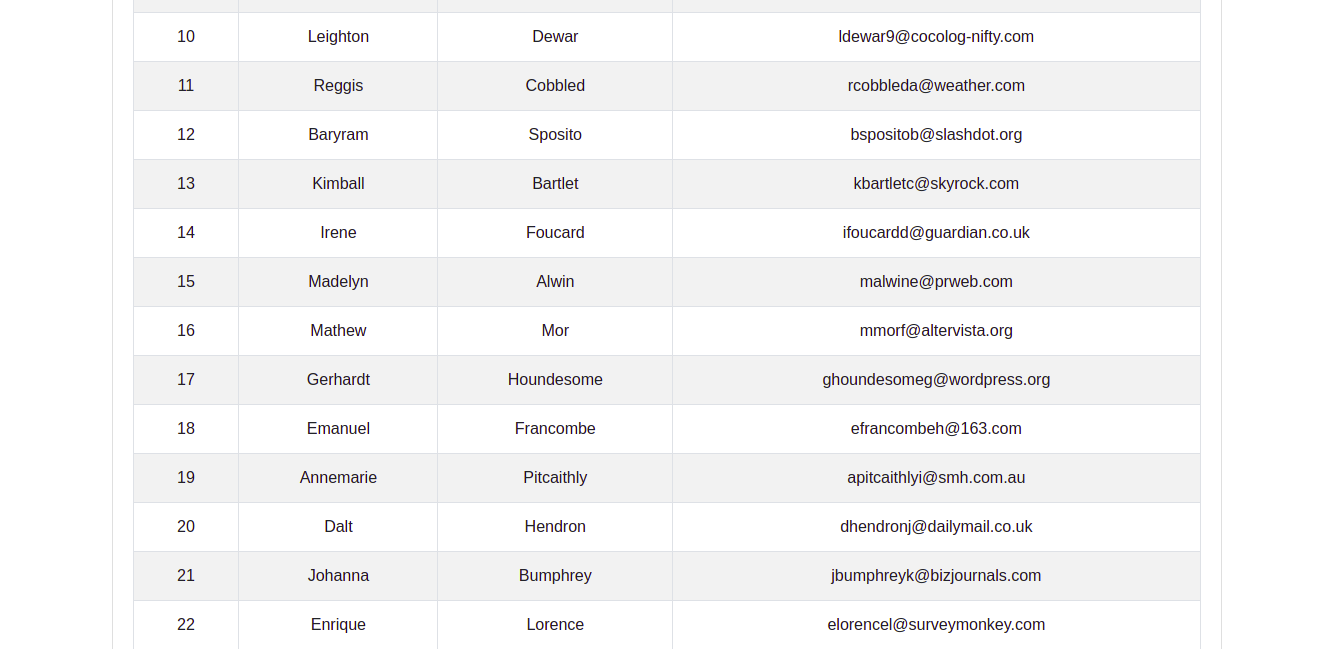 10 Leighton Dewar ldewar9@cocolog-nifty.com
11 Reggis Cobbled rcobbleda@weather.com
12 Baryram Sposito bspositob@slashdot.org
13 Kimball Bartlet kbartletc@skyrock.com
14 Irene Foucard ifoucardd@guardian.co.uk
15 Madelyn Alwin malwine@prweb.com
16 Mathew Mor mmorf@altervista.org
17 Gerhardt Houndesome ghoundesomeg@wordpress.org
18 Emanuel Francombe efrancombeh@163.com
19 Annemarie Pitcaithly apitcaithlyi@smh.com.au
20 Dalt Hendron dhendronj@dailymail.co.uk
21 Johanna Bumphrey jbumphreyk@bizjournals.com
22 Enrique Lorence elorencel@surveymonkey.com